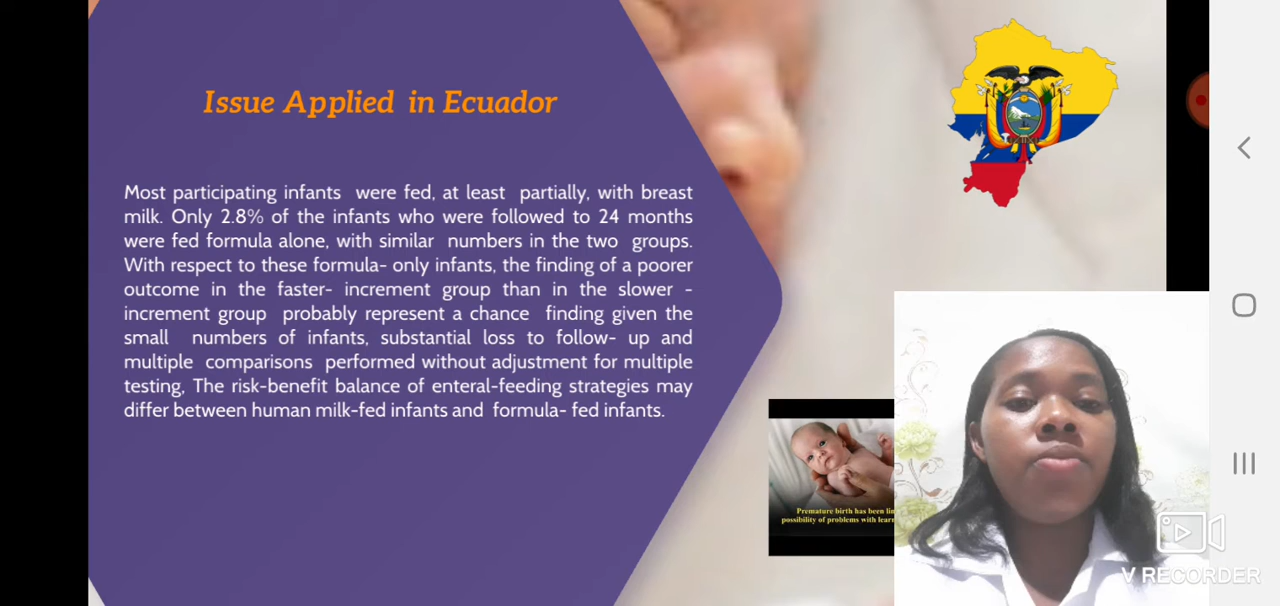 Issue Applied in Ecuador
Most participating infants were fed, at least partially, with breast
milk. Only 2.8% of the infants who were followed to 24 months
were fed formula alone, with similar numbers in the two groups.
With respect to these formula- only infants, the finding of a poorer
outcome in the faster- increment group than in the slower -
increment group probably represent a chance finding given the
small numbers of infants, substantial loss to follow- up and
multiple comparisons performed without adjustment for multiple
testing, The risk-benefit balance of enteral-feeding strategies may
differ between human milk-fed infants and formula- fed infants.
Premature birth has been
possibility of problems with
V RECORDER